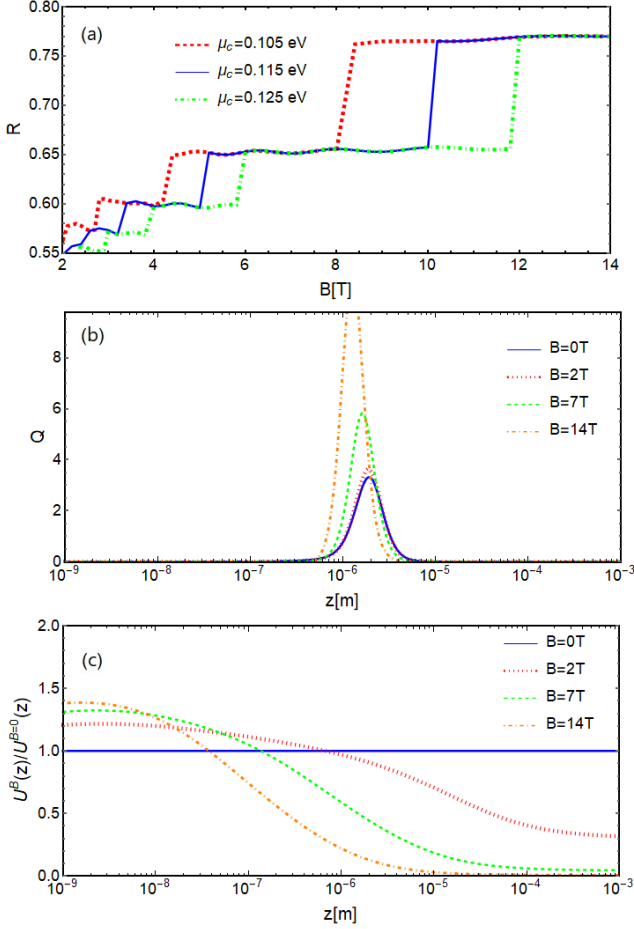 (a)
μc=0.105 eV
μc=0.115 eV
μc=0.125 eV
R
0.80
0.75
0.70
0.65
0.60
0.55
2 4 6 8 10 12 14
B[T]
(b)
B=0T
B=2T
B=7T
B=14T
Q
8
6
4
2
0
10⁻⁹ 10⁻⁸ 10⁻⁷ 10⁻⁶ 10⁻⁵ 10⁻⁴ 10⁻³
z[m]
(c)
B=0T
B=2T
B=7T
B=14T
Uᴮ(z)/Uᴮ⁼⁰(z)
2.0
1.5
1.0
0.5
0.0
10⁻⁹ 10⁻⁸ 10⁻⁷ 10⁻⁶ 10⁻⁵ 10⁻⁴ 10⁻³
z[m]